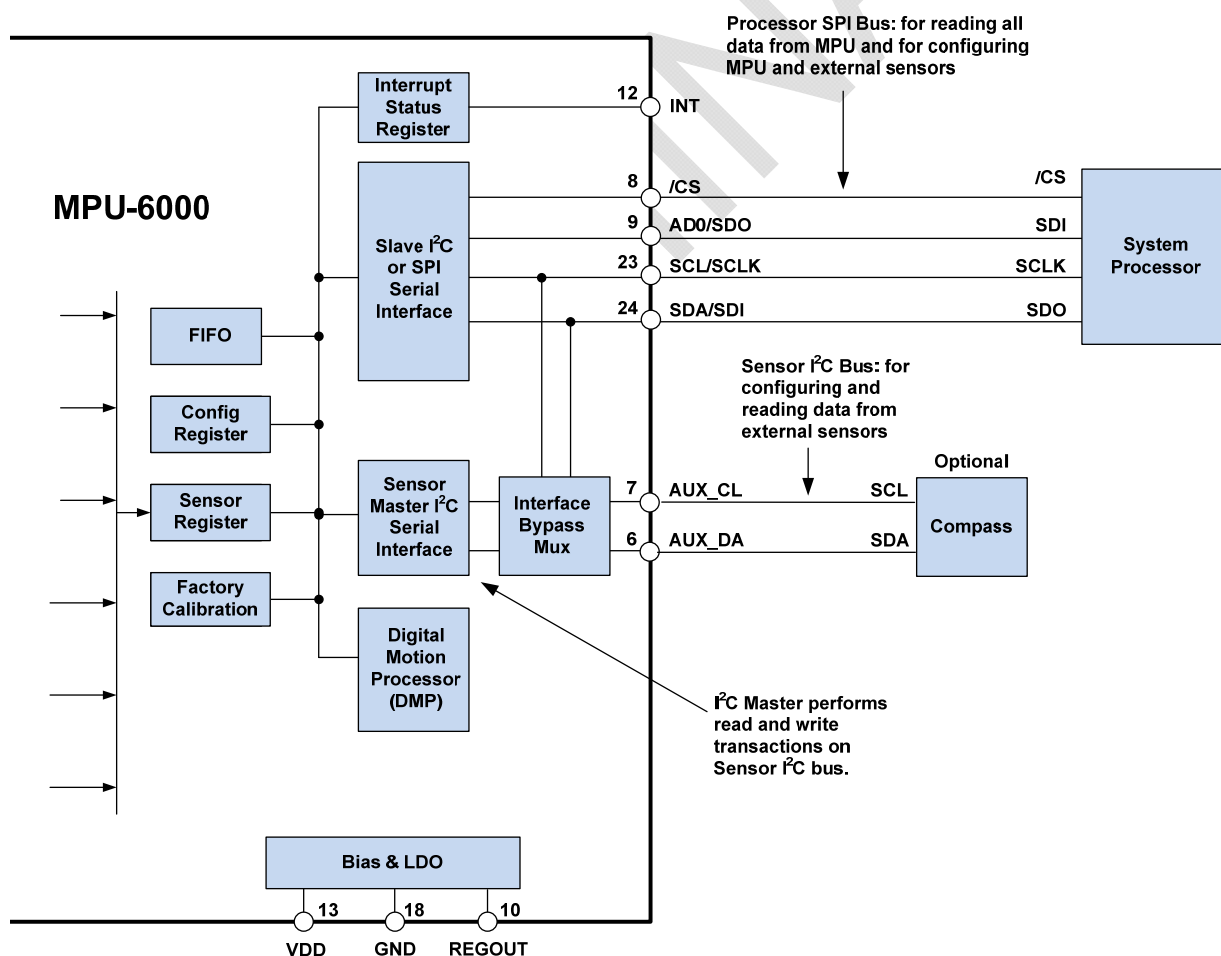 Processor SPI Bus: for reading all
data from MPU and for configuring
MPU and external sensors
Interrupt
Status
Register
12
INT
MPU-6000
8
/CS
/CS
9
AD0/SDO
SDI
Slave I²C
or SPI
Serial
Interface
23
SCL/SCLK
SCLK
System
Processor
24
SDA/SDI
SDO
FIFO
Config
Register
Sensor I²C Bus: for
configuring and
reading data from
external sensors
Optional
Sensor
Register
Sensor
Master I²C
Serial
Interface
Interface
Bypass
Mux
7
AUX_CL
SCL
6
AUX_DA
SDA
Compass
Factory
Calibration
Digital
Motion
Processor
(DMP)
I²C Master performs
read and write
transactions on
Sensor I²C bus.
Bias & LDO
13
18
10
VDD
GND
REGOUT